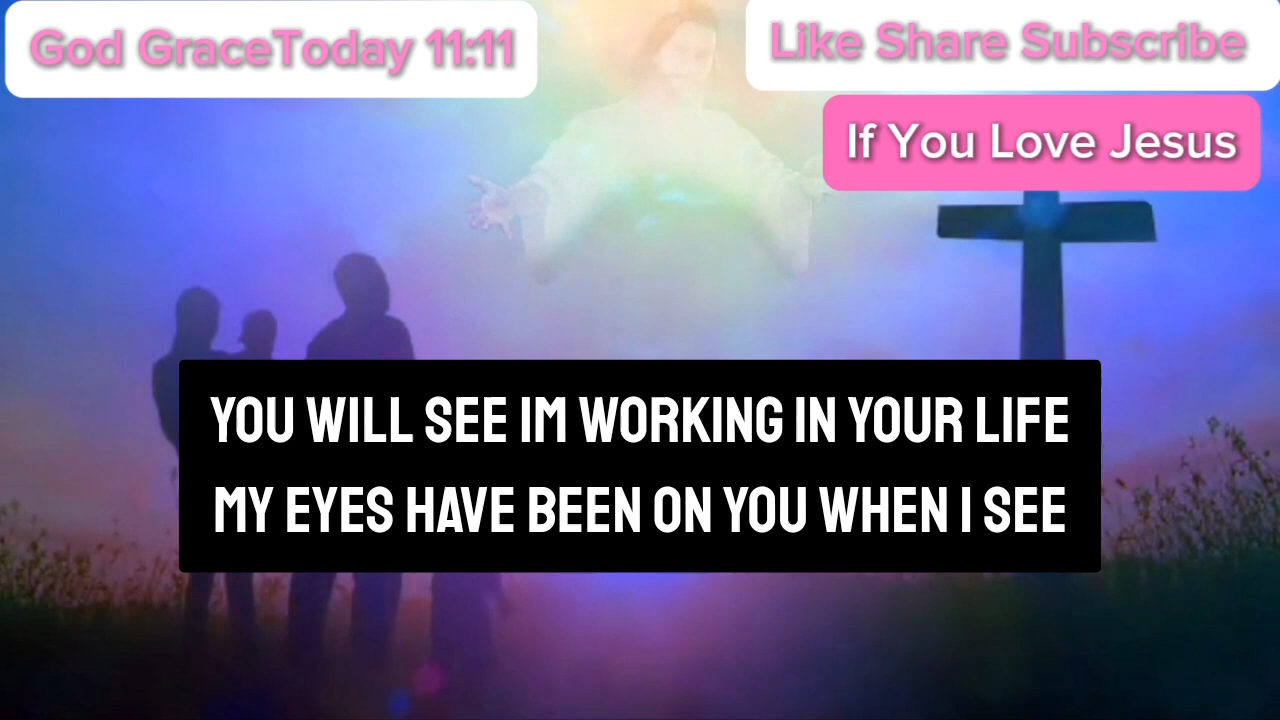 God GraceToday 11:11
Like Share Subscribe
If You Love Jesus
YOU WILL SEE IM WORKING IN YOUR LIFE
MY EYES HAVE BEEN ON YOU WHEN I SEE